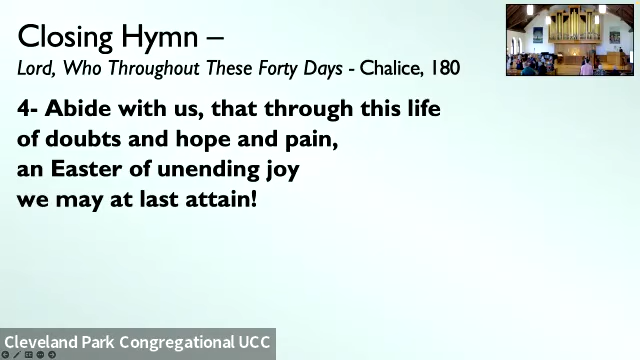 Closing Hymn –
Lord, Who Throughout These Forty Days - Chalice, 180
4- Abide with us, that through this life
of doubts and hope and pain,
an Easter of unending joy
we may at last attain!
Cleveland Park Congregational UCC